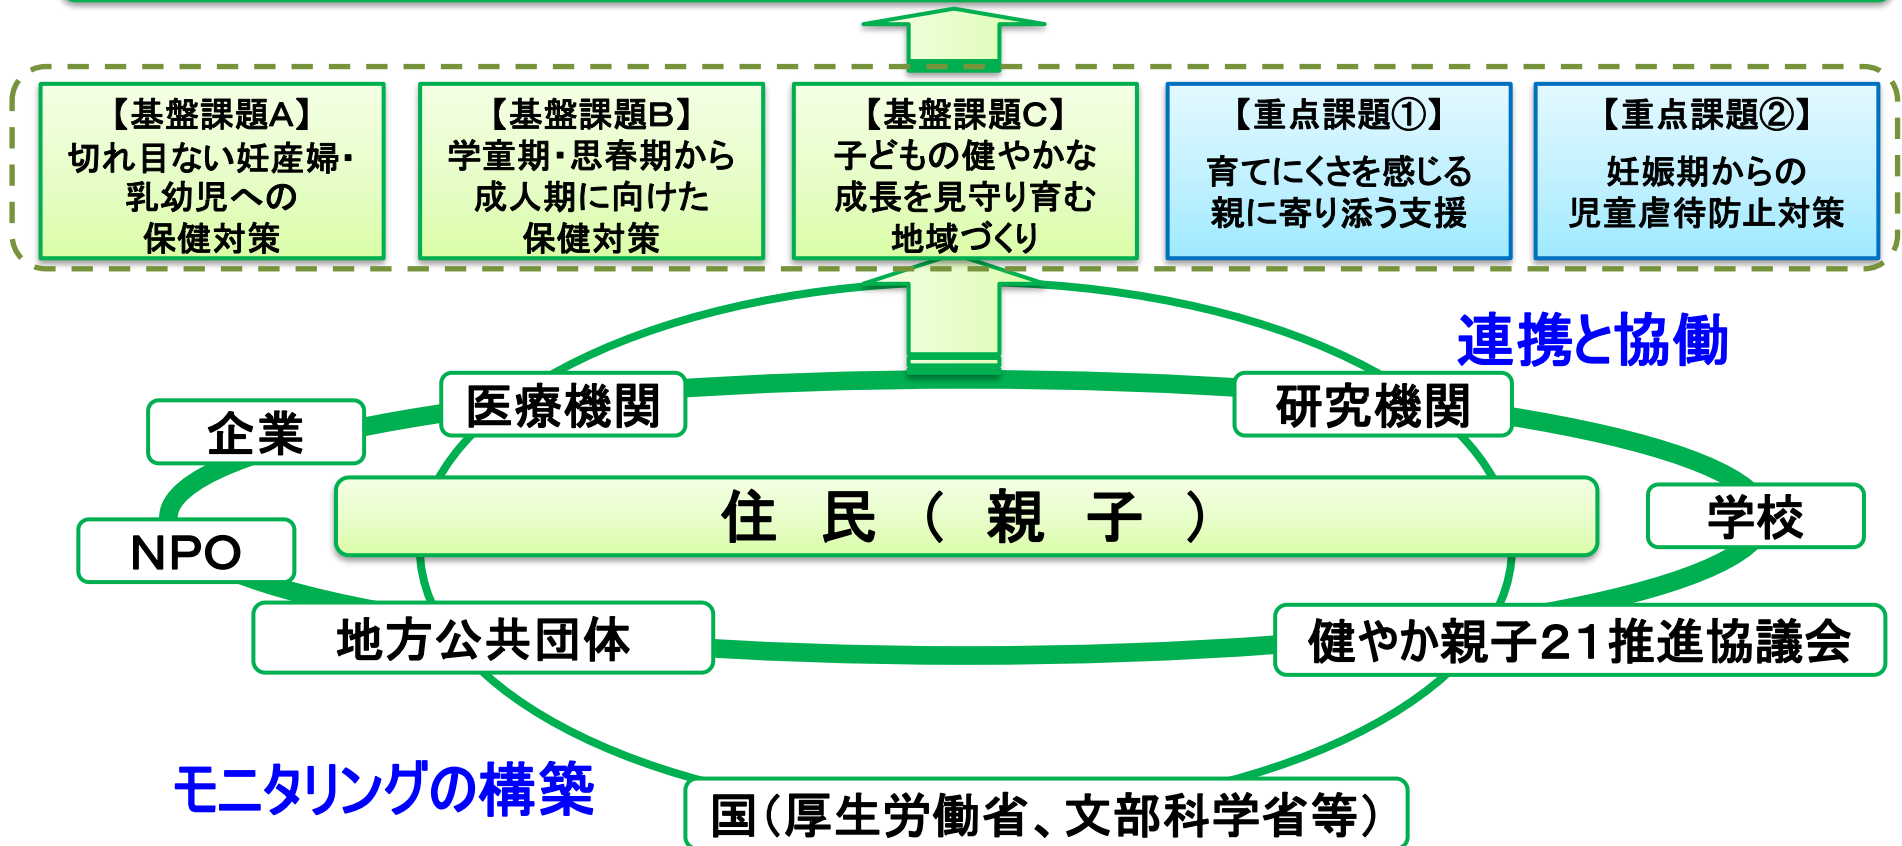 【基盤課題A】
切れ目ない妊産婦・
乳幼児への
保健対策
【基盤課題B】
学童期・思春期から
成人期に向けた
保健対策
【基盤課題C】
子どもの健やかな
成長を見守り育む
地域づくり
【重点課題①】
育てにくさを感じる
親に寄り添う支援
【重点課題②】
妊娠期からの
児童虐待防止対策
連携と協働
医療機関
研究機関
企業
住 民 （ 親 子 ）
学校
NPO
地方公共団体
健やか親子２１推進協議会
モニタリングの構築
国（厚生労働省、文部科学省等）